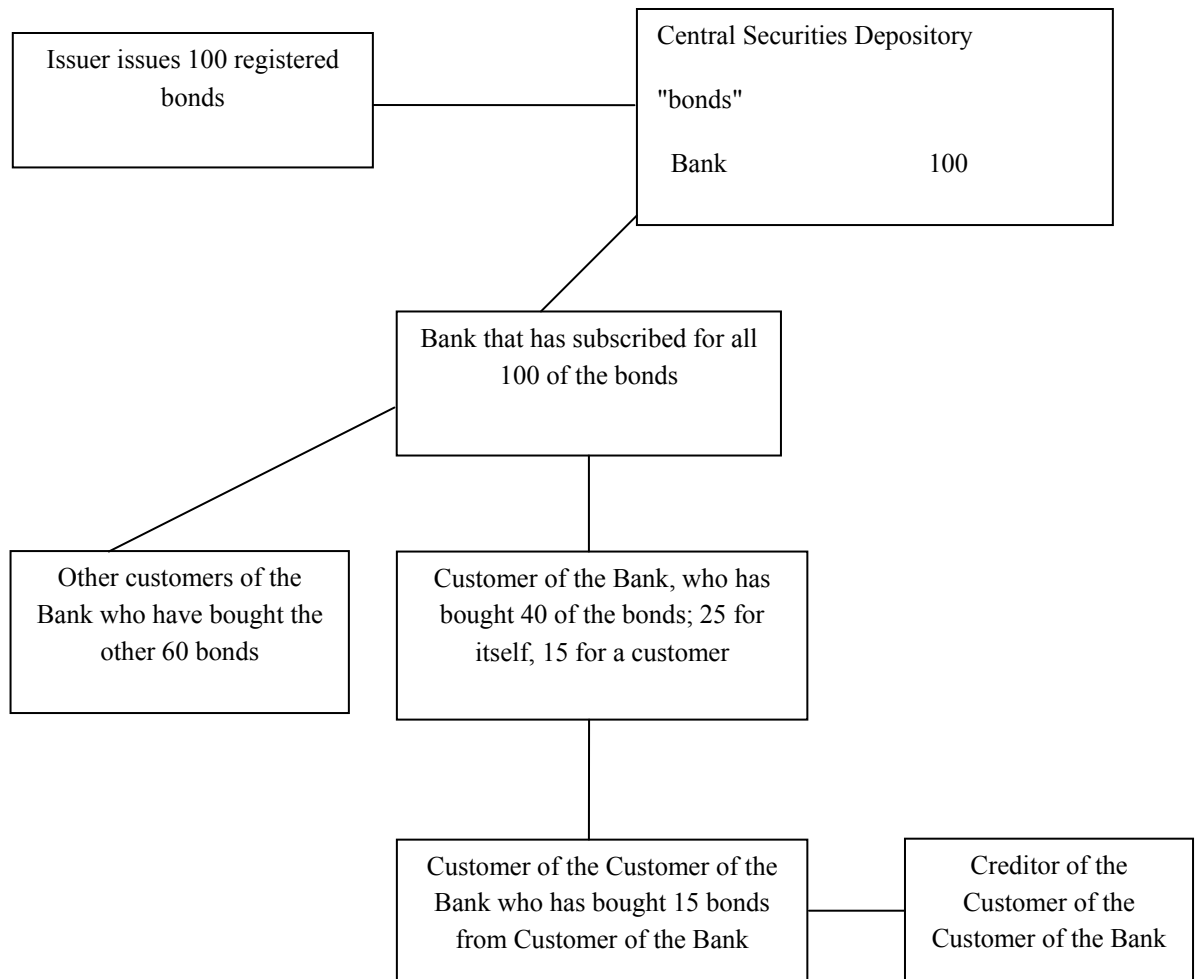 Issuer issues 100 registered
bonds
Central Securities Depository
"bonds"
Bank 100
Bank that has subscribed for all
100 of the bonds
Other customers of the
Bank who have bought the
other 60 bonds
Customer of the Bank, who has
bought 40 of the bonds; 25 for
itself, 15 for a customer
Customer of the Customer of the
Bank who has bought 15 bonds
from Customer of the Bank
Creditor of the
Customer of the
Customer of the Bank